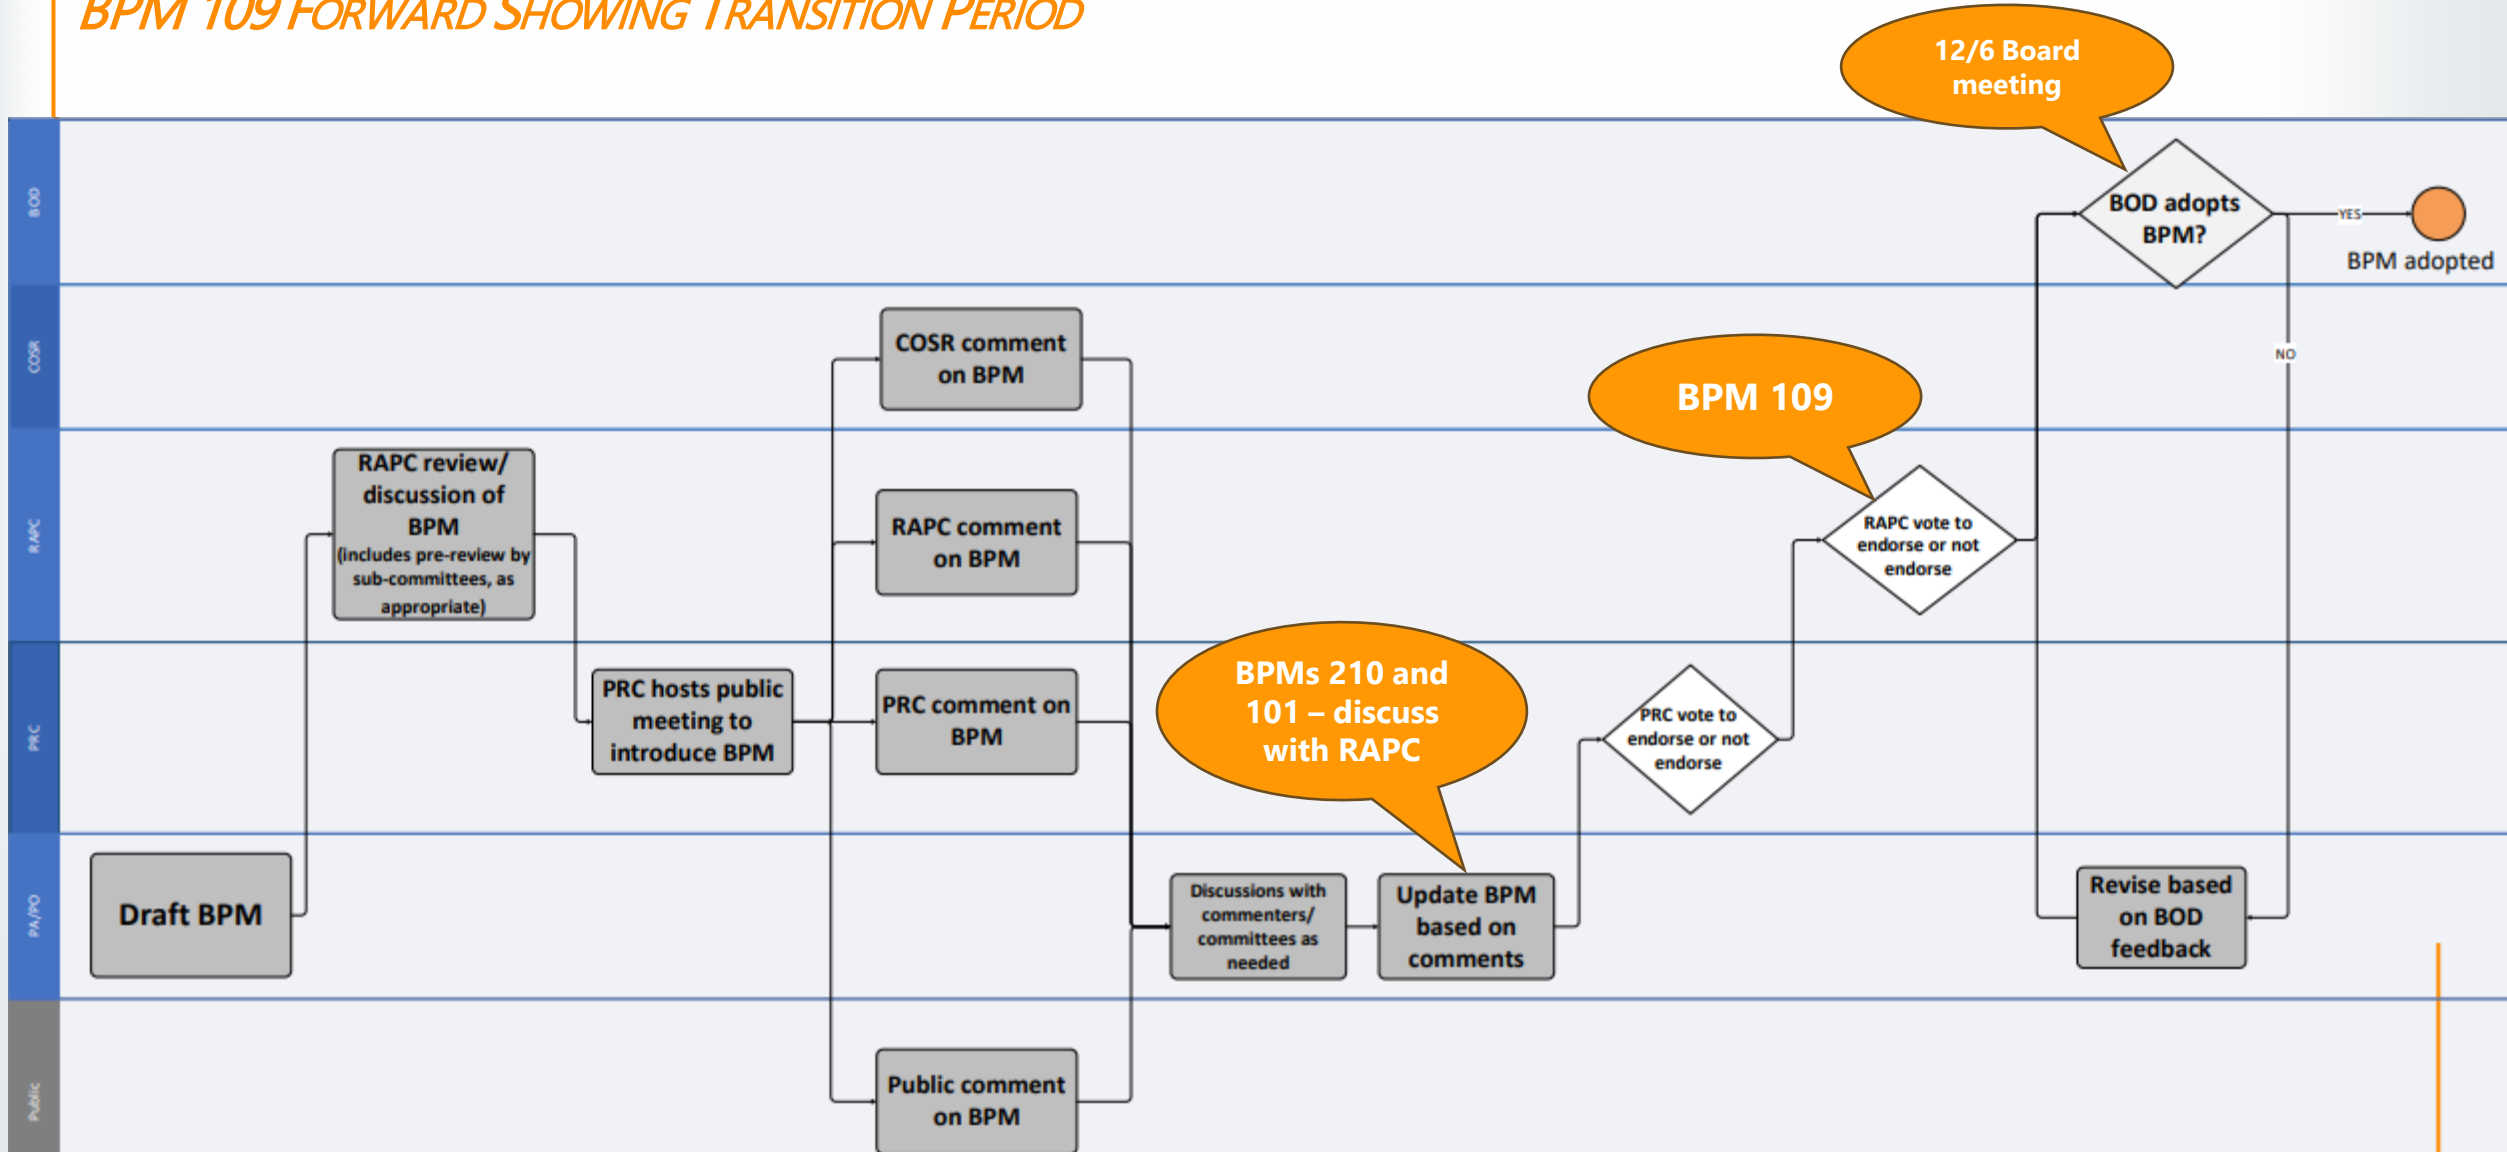 BPM 109 FORWARD SHOWING TRANSITION PERIOD
12/6 Board
meeting
BOD
BOD adopts
BPM?
YES
BPM adopted
COSR
COSR comment
on BPM
BPM 109
NO
RAPC
RAPC review/
discussion of
BPM
(includes pre-review by
sub-committees, as
appropriate)
RAPC comment
on BPM
RAPC vote to
endorse or not
endorse
PRC
PRC hosts public
meeting to
introduce BPM
PRC comment on
BPM
BPMs 210 and
101 – discuss
with RAPC
PRC vote to
endorse or not
endorse
PA/PO
Draft BPM
Discussions with
commenters/
committees as
needed
Update BPM
based on
comments
Revise based
on BOD
feedback
Public
Public comment
on BPM